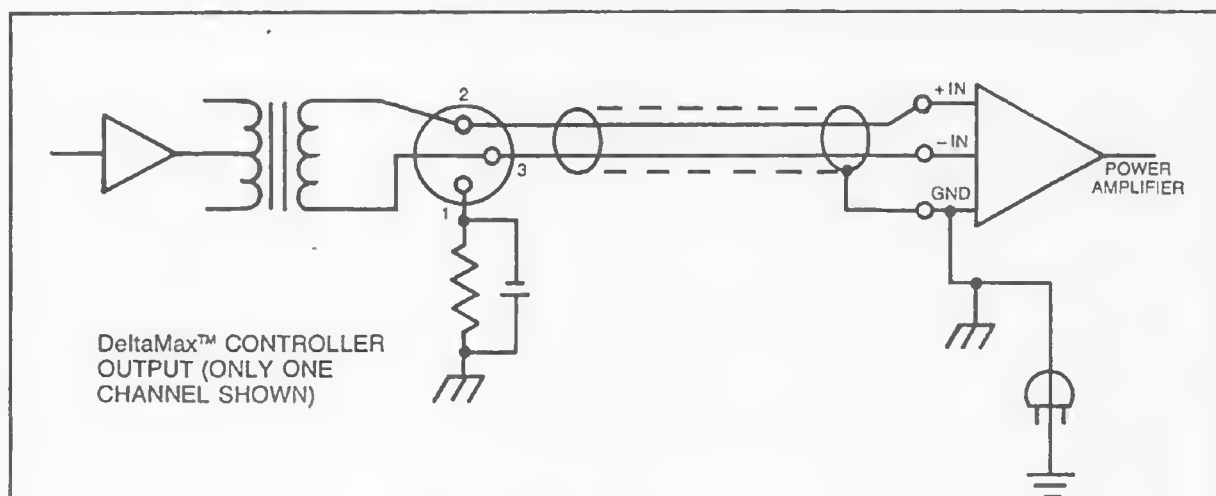 2
+ IN
– IN
3
POWER
AMPLIFIER
GND
1
DeltaMax™ CONTROLLER
OUTPUT (ONLY ONE
CHANNEL SHOWN)